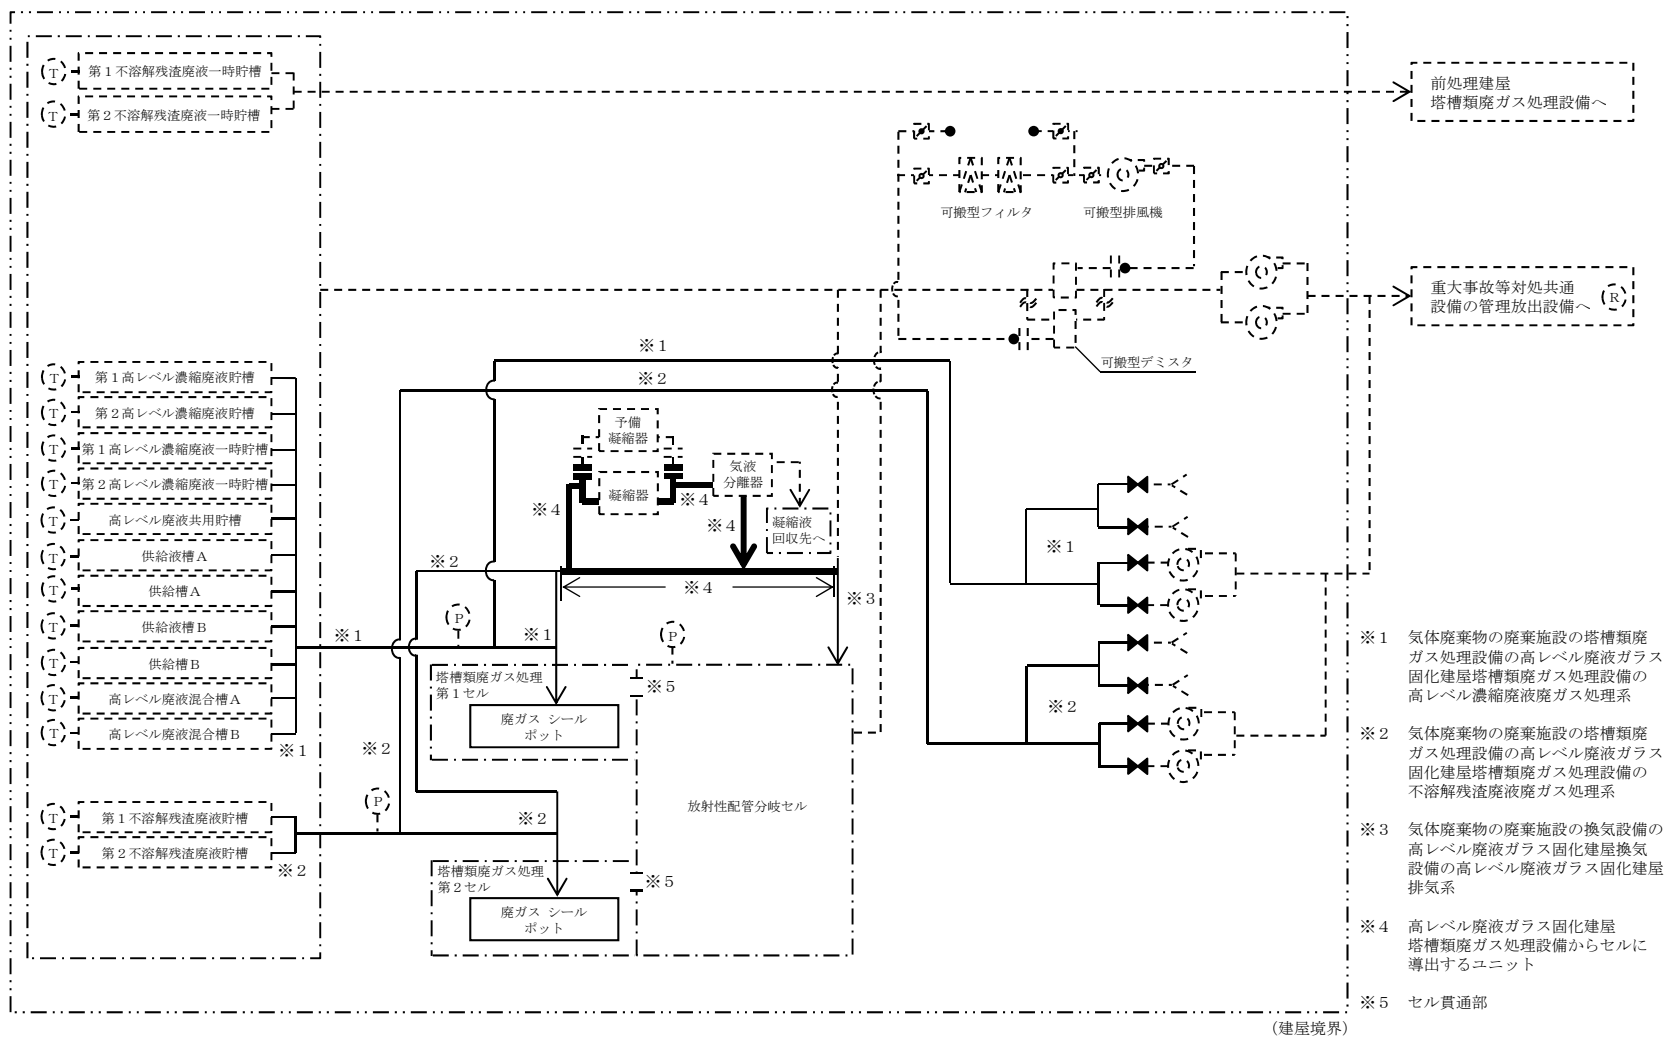 T
第１不溶解残渣廃液一時貯槽
T
第２不溶解残渣廃液一時貯槽
前処理建屋
塔槽類廃ガス処理設備へ
可搬型フィルタ
可搬型排風機
重大事故等対処共通
設備の管理放出設備へ
R
可搬型デミスタ
※１
※２
T
第１高レベル濃縮廃液貯槽
T
第２高レベル濃縮廃液貯槽
T
第１高レベル濃縮廃液一時貯槽
T
第２高レベル濃縮廃液一時貯槽
T
高レベル廃液共用貯槽
T
供給液槽Ａ
T
供給槽Ａ
T
供給液槽Ｂ
T
供給槽Ｂ
T
高レベル廃液混合槽Ａ
T
高レベル廃液混合槽Ｂ
※１
T
第１不溶解残渣廃液貯槽
T
第２不溶解残渣廃液貯槽
※２
予備
凝縮器
凝縮器
気液
分離器
凝縮液
回収先へ
※４
※４
※４
※４
※２
※３
※１
P
※１
P
※２
P
※２
塔槽類廃ガス処理
第１セル
廃ガス シール
ポット
※５
塔槽類廃ガス処理
第２セル
廃ガス シール
ポット
※５
放射性配管分岐セル
※１
※２
※１　気体廃棄物の廃棄施設の塔槽類廃
ガス処理設備の高レベル廃液ガラス
固化建屋塔槽類廃ガス処理設備の
高レベル濃縮廃液廃ガス処理系
※２　気体廃棄物の廃棄施設の塔槽類廃
ガス処理設備の高レベル廃液ガラス
固化建屋塔槽類廃ガス処理設備の
不溶解残渣廃液廃ガス処理系
※３　気体廃棄物の廃棄施設の換気設備の
高レベル廃液ガラス固化建屋換気
設備の高レベル廃液ガラス固化建屋
排気系
※４　高レベル廃液ガラス固化建屋
塔槽類廃ガス処理設備からセルに
導出するユニット
※５　セル貫通部
（建屋境界）